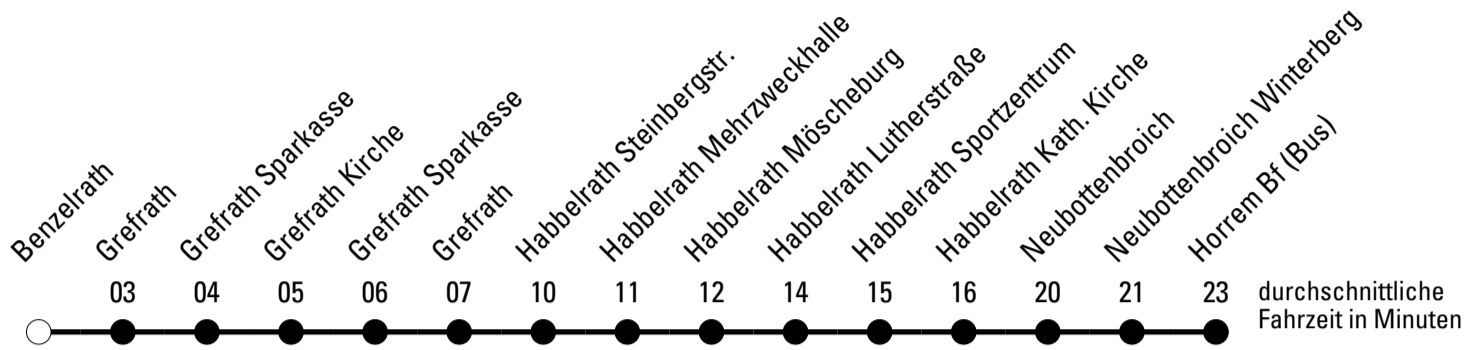 Benzelrath
Grefrath
Grefrath Sparkasse
Grefrath Kirche
Grefrath Sparkasse
Grefrath
Habbelrath Steinbergstr.
Habbelrath Mehrzweckhalle
Habbelrath Möscheburg
Habbelrath Lutherstraße
Habbelrath Sportzentrum
Habbelrath Kath. Kirche
Neubottenbroich
Neubottenbroich Winterberg
Horrem Bf (Bus)
03 04 05 06 07 10 11 12 14 15 16 20 21 23 durchschnittliche
Fahrzeit in Minuten